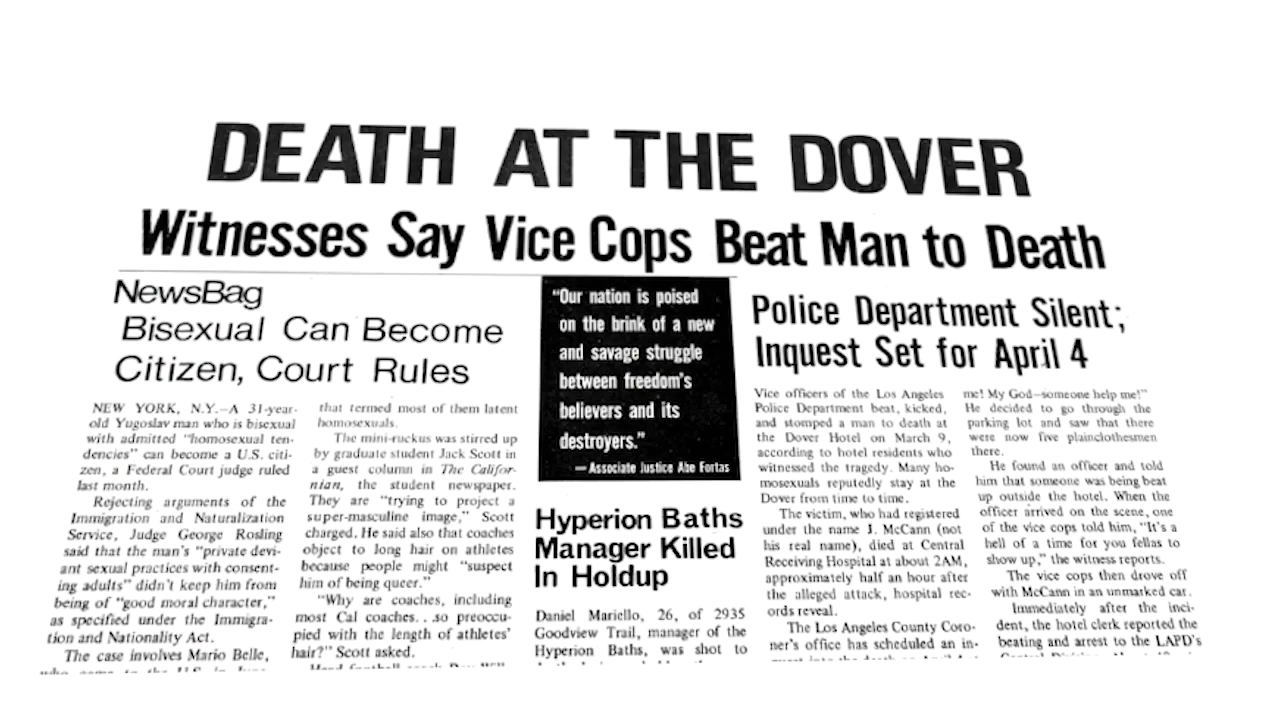 DEATH AT THE DOVER
Witnesses Say Vice Cops Beat Man to Death
NewsBag
Bisexual Can Become
Citizen, Court Rules
NEW YORK, N.Y.—A 31-year-
old Yugoslav man who is bisexual
with admitted "homosexual ten-
dencies" can become a U.S. citi-
zen, a Federal Court judge ruled
last month.
Rejecting arguments of the
Immigration and Naturalization
Service, Judge George Rosling
said that the man's "private devi-
ant sexual practices with consent-
ing adults" didn't keep him from
being of "good moral character,"
as specified under the Immigra-
tion and Nationality Act.
The case involves Mario Belle,
who came to the U.S. in
that termed most of them latent
homosexuals.
The mini-ruckus was stirred up
by graduate student Jack Scott in
a guest column in The Califor-
nian, the student newspaper.
They are "trying to project a
super-masculine image," Scott
charged. He said also that coaches
object to long hair on athletes
because people might "suspect
him of being queer."
"Why are coaches, including
most Cal coaches. . .so preoccu-
pied with the length of athletes'
hair?" Scott asked.
Head football coach
"Our nation is poised
on the brink of a new
and savage struggle
between freedom's
believers and its
destroyers."
—Associate Justice Abe Fortas
Hyperion Baths
Manager Killed
In Holdup
Daniel Mariello, 26, of 2935
Goodview Trail, manager of the
Hyperion Baths, was shot to
Police Department Silent;
Inquest Set for April 4
Vice officers of the Los Angeles
Police Department beat, kicked,
and stomped a man to death at
the Dover Hotel on March 9,
according to hotel residents who
witnessed the tragedy. Many ho-
mosexuals reputedly stay at the
Dover from time to time.
The victim, who had registered
under the name J. McCann (not
his real name), died at Central
Receiving Hospital at about 2AM,
approximately half an hour after
the alleged attack, hospital rec-
ords reveal.
The Los Angeles County Coro-
ner's office has scheduled an in-
quest into the death on April 4
me! My God—someone help me!"
He decided to go through the
parking lot and saw that there
were now five plainclothesmen
there.
He found an officer and told
him that someone was being beat
up outside the hotel. When the
officer arrived on the scene, one
of the vice cops told him, "It's a
hell of a time for you fellas to
show up," the witness reports.
The vice cops then drove off
with McCann in an unmarked car.
Immediately after the inci-
dent, the hotel clerk reported the
beating and arrest to the LAPD's
Central Division.